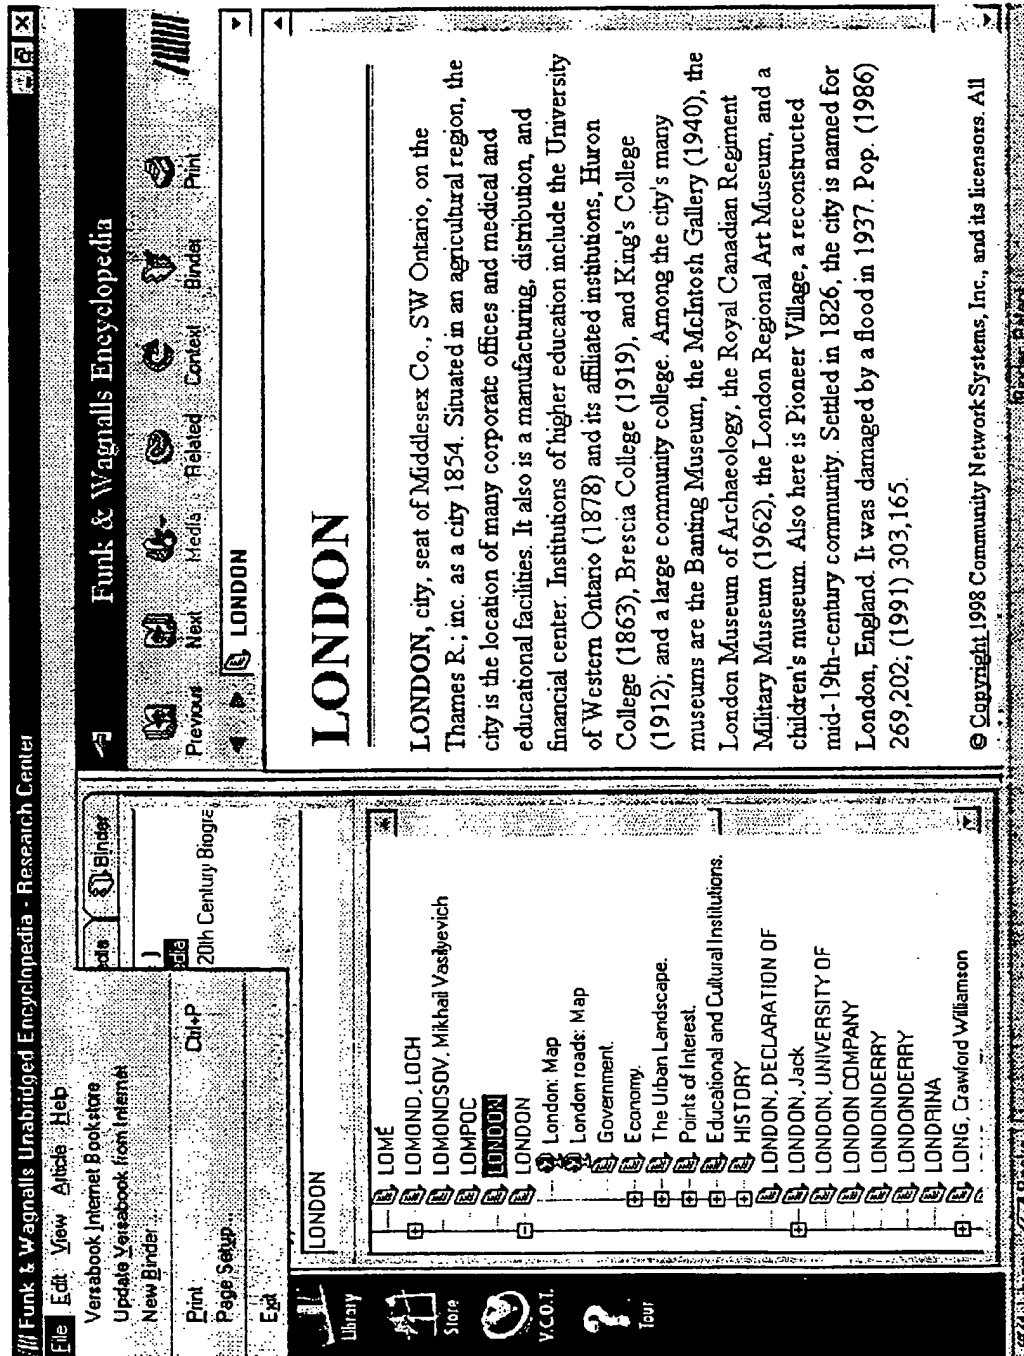 Funk & Wagnalls Unabridged Encyclopedia - Research Center
File Edit View Article Help
Versabook Internet Bookstore
Update Versabook from Internet
New Binder...
Print Ctrl+P
Page Setup
Exit
Binder
20th Century Biogra
LONDON
Library
Store
V.C.O.T.
Tour
LOMÉ
LOMOND, LOCH
LOMONOSOV, Mikhail Vasilyevich
LOMPOC
LONDON
LONDON
London: Map
London roads: Map
Government.
Economy.
The Urban Landscape.
Points of Interest.
Educational and Cultural Institutions.
HISTORY
LONDON, DECLARATION OF
LONDON, Jack
LONDON, UNIVERSITY OF
LONDON COMPANY
LONDONDERRY
LONDONDERRY
LONDRINA
LONG, Crawford Williamson
Funk & Wagnalls Encyclopedia
Previous Next Media Related Context Binder Print
LONDON
LONDON
LONDON, city, seat of Middlesex Co., SW Ontario, on the
Thames R.; inc. as a city 1854. Situated in an agricultural region, the
city is the location of many corporate offices and medical and
educational facilities. It also is a manufacturing, distribution, and
financial center. Institutions of higher education include the University
of Western Ontario (1878) and its affiliated institutions, Huron
College (1863), Brescia College (1919), and King's College
(1912); and a large community college. Among the city's many
museums are the Banting Museum, the McIntosh Gallery (1940), the
London Museum of Archaeology, the Royal Canadian Regiment
Military Museum (1962), the London Regional Art Museum, and a
children's museum. Also here is Pioneer Village, a reconstructed
mid-19th-century community. Settled in 1826, the city is named for
London, England. It was damaged by a flood in 1937. Pop. (1986)
269,202; (1991) 303,165.
© Copyright 1998 Community Network Systems, Inc., and its licensors. All